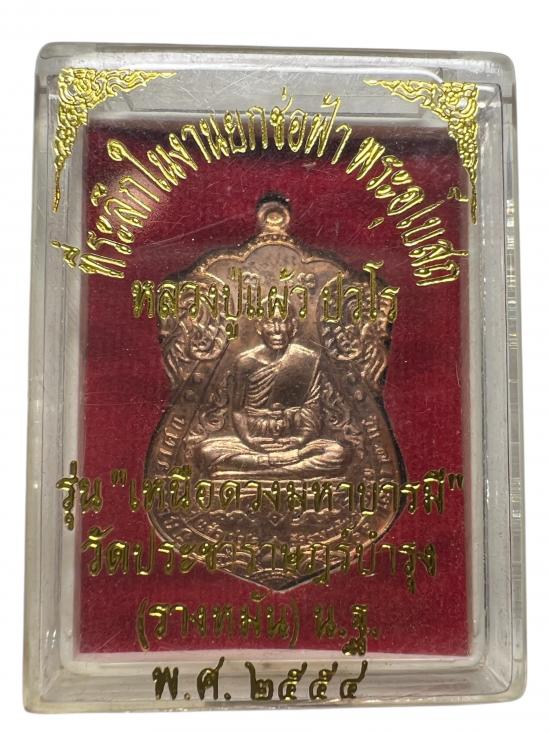 ที่ระลึกในงานยกช่อฟ้า พระอุโบสถ
หลวงปู่แผ้ว ปวโร
รุ่น "เหนือดวงมหาบารมี"
วัดประชาราษฎร์บำรุง
(รางหมัน) น.ฐ.
พ.ศ. ๒๕๕๔